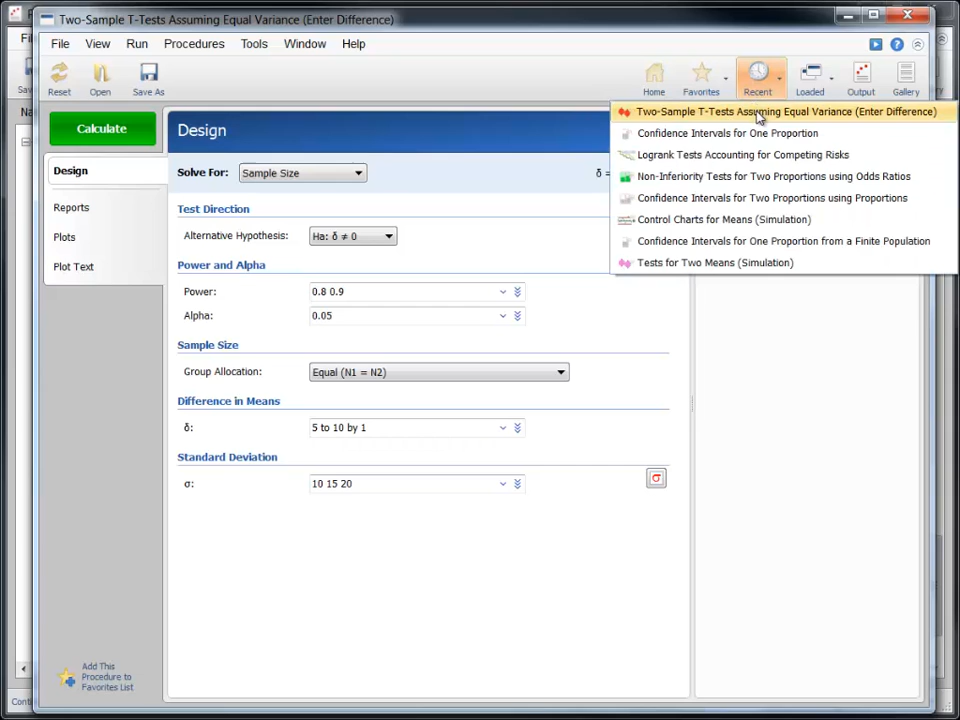 Two-Sample T-Tests Assuming Equal Variance (Enter Difference)
File View Run Procedures Tools Window Help
Reset Open Save As Home Favorites Recent Loaded Output Gallery
Calculate
Design
Reports
Plots
Plot Text
Add This
Procedure to
Favorites List
Design
Solve For: Sample Size δ =
Test Direction
Alternative Hypothesis: Ha: δ ≠ 0
Power and Alpha
Power: 0.8 0.9
Alpha: 0.05
Sample Size
Group Allocation: Equal (N1 = N2)
Difference in Means
δ: 5 to 10 by 1
Standard Deviation
σ: 10 15 20 σ
Two-Sample T-Tests Assuming Equal Variance (Enter Difference)
Confidence Intervals for One Proportion
Logrank Tests Accounting for Competing Risks
Non-Inferiority Tests for Two Proportions using Odds Ratios
Confidence Intervals for Two Proportions using Proportions
Control Charts for Means (Simulation)
Confidence Intervals for One Proportion from a Finite Population
Tests for Two Means (Simulation)